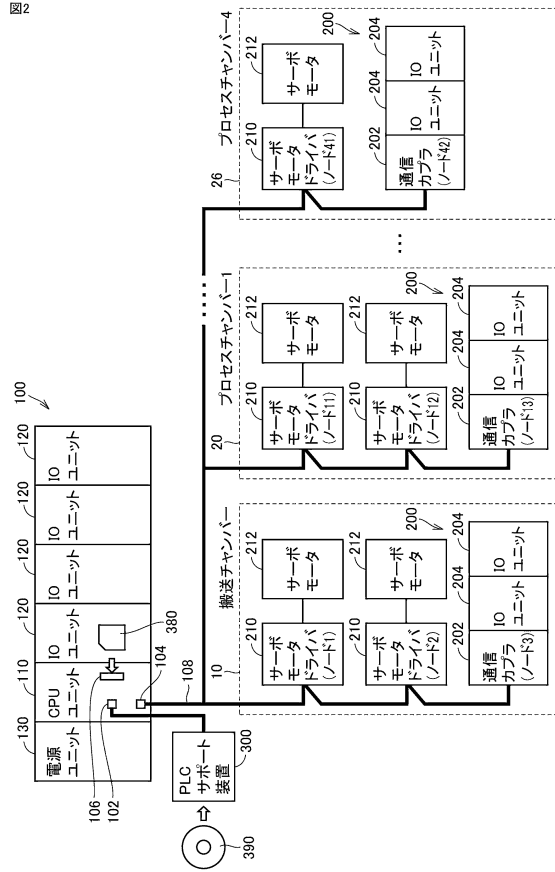 図2
100
130
110
120
120
120
120
電源
ユニット
CPU
ユニット
IO
ユニット
IO
ユニット
IO
ユニット
IO
ユニット
106
102
104
380
108
PLC
サポート
装置
300
390
搬送チャンバー
10
210
サーボ
モータ
ドライバ
(ノード1)
212
サーボ
モータ
210
サーボ
モータ
ドライバ
(ノード2)
212
サーボ
モータ
200
202
204
204
通信
カプラ
(ノード3)
IO
ユニット
IO
ユニット
プロセスチャンバー1
20
210
サーボ
モータ
ドライバ
(ノード11)
212
サーボ
モータ
210
サーボ
モータ
ドライバ
(ノード12)
212
サーボ
モータ
200
202
204
204
通信
カプラ
(ノード13)
IO
ユニット
IO
ユニット
…
プロセスチャンバー4
26
210
サーボ
モータ
ドライバ
(ノード41)
212
サーボ
モータ
200
202
204
204
通信
カプラ
(ノード42)
IO
ユニット
IO
ユニット